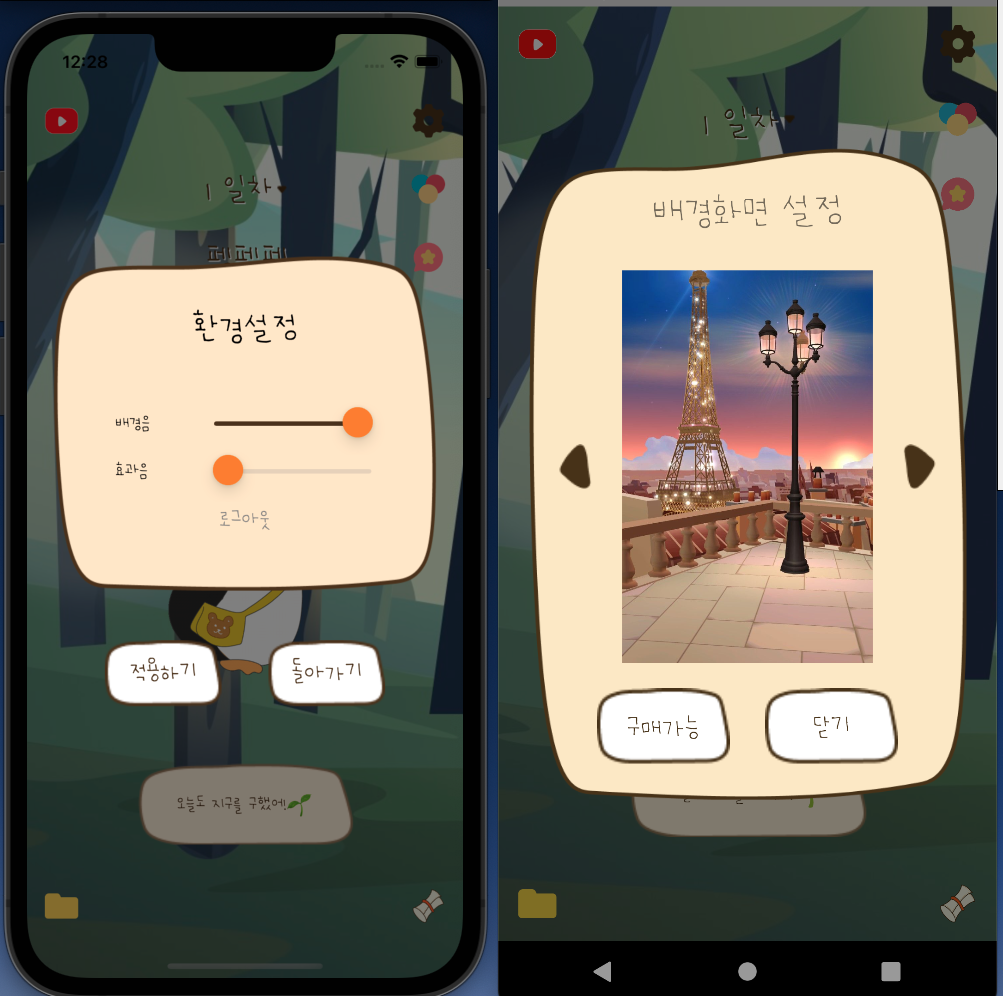 12:28
1 일차
페페페
환경설정
배경음
효과음
로그아웃
적용하기
돌아가기
오늘도 지구를 구했어!
1 일차
배경화면 설정
구매가능
닫기